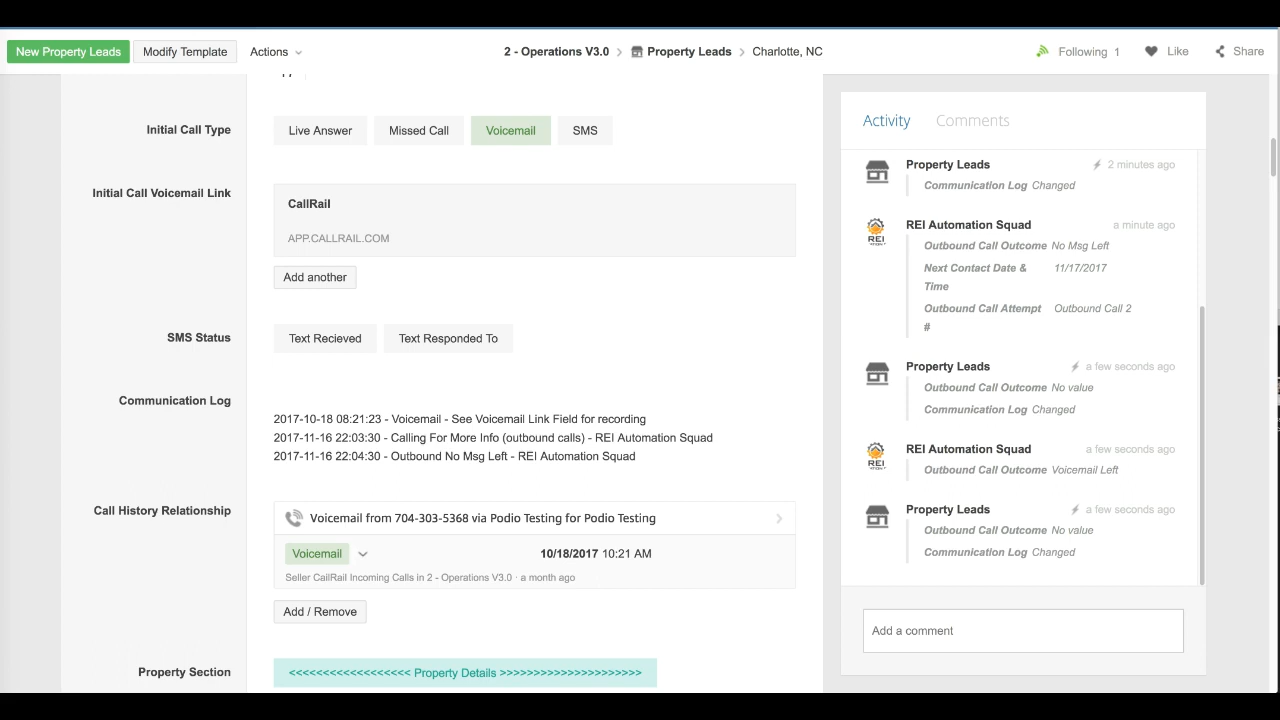 New Property Leads
Modify Template
Actions
2 - Operations V3.0
Property Leads
Charlotte, NC
Following 1
Like
Share
Initial Call Type
Live Answer
Missed Call
Voicemail
SMS
Initial Call Voicemail Link
CallRail
APP.CALLRAIL.COM
Add another
SMS Status
Text Recieved
Text Responded To
Communication Log
2017-10-18 08:21:23 - Voicemail - See Voicemail Link Field for recording
2017-11-16 22:03:30 - Calling For More Info (outbound calls) - REI Automation Squad
2017-11-16 22:04:30 - Outbound No Msg Left - REI Automation Squad
Call History Relationship
Voicemail from 704-303-5368 via Podio Testing for Podio Testing
Voicemail
10/18/2017 10:21 AM
Seller CallRail Incoming Calls in 2 - Operations V3.0 · a month ago
Add / Remove
Property Section
<<<<<<<<<<<<<<<<<< Property Details >>>>>>>>>>>>>>>>>>>>>
Activity
Comments
Property Leads
2 minutes ago
Communication Log Changed
REI Automation Squad
a minute ago
REI
Outbound Call Outcome No Msg Left
Next Contact Date & 11/17/2017
Time
Outbound Call Attempt Outbound Call 2
#
Property Leads
a few seconds ago
Outbound Call Outcome No value
Communication Log Changed
REI Automation Squad
a few seconds ago
REI
Outbound Call Outcome Voicemail Left
Property Leads
a few seconds ago
Outbound Call Outcome No value
Communication Log Changed
Add a comment